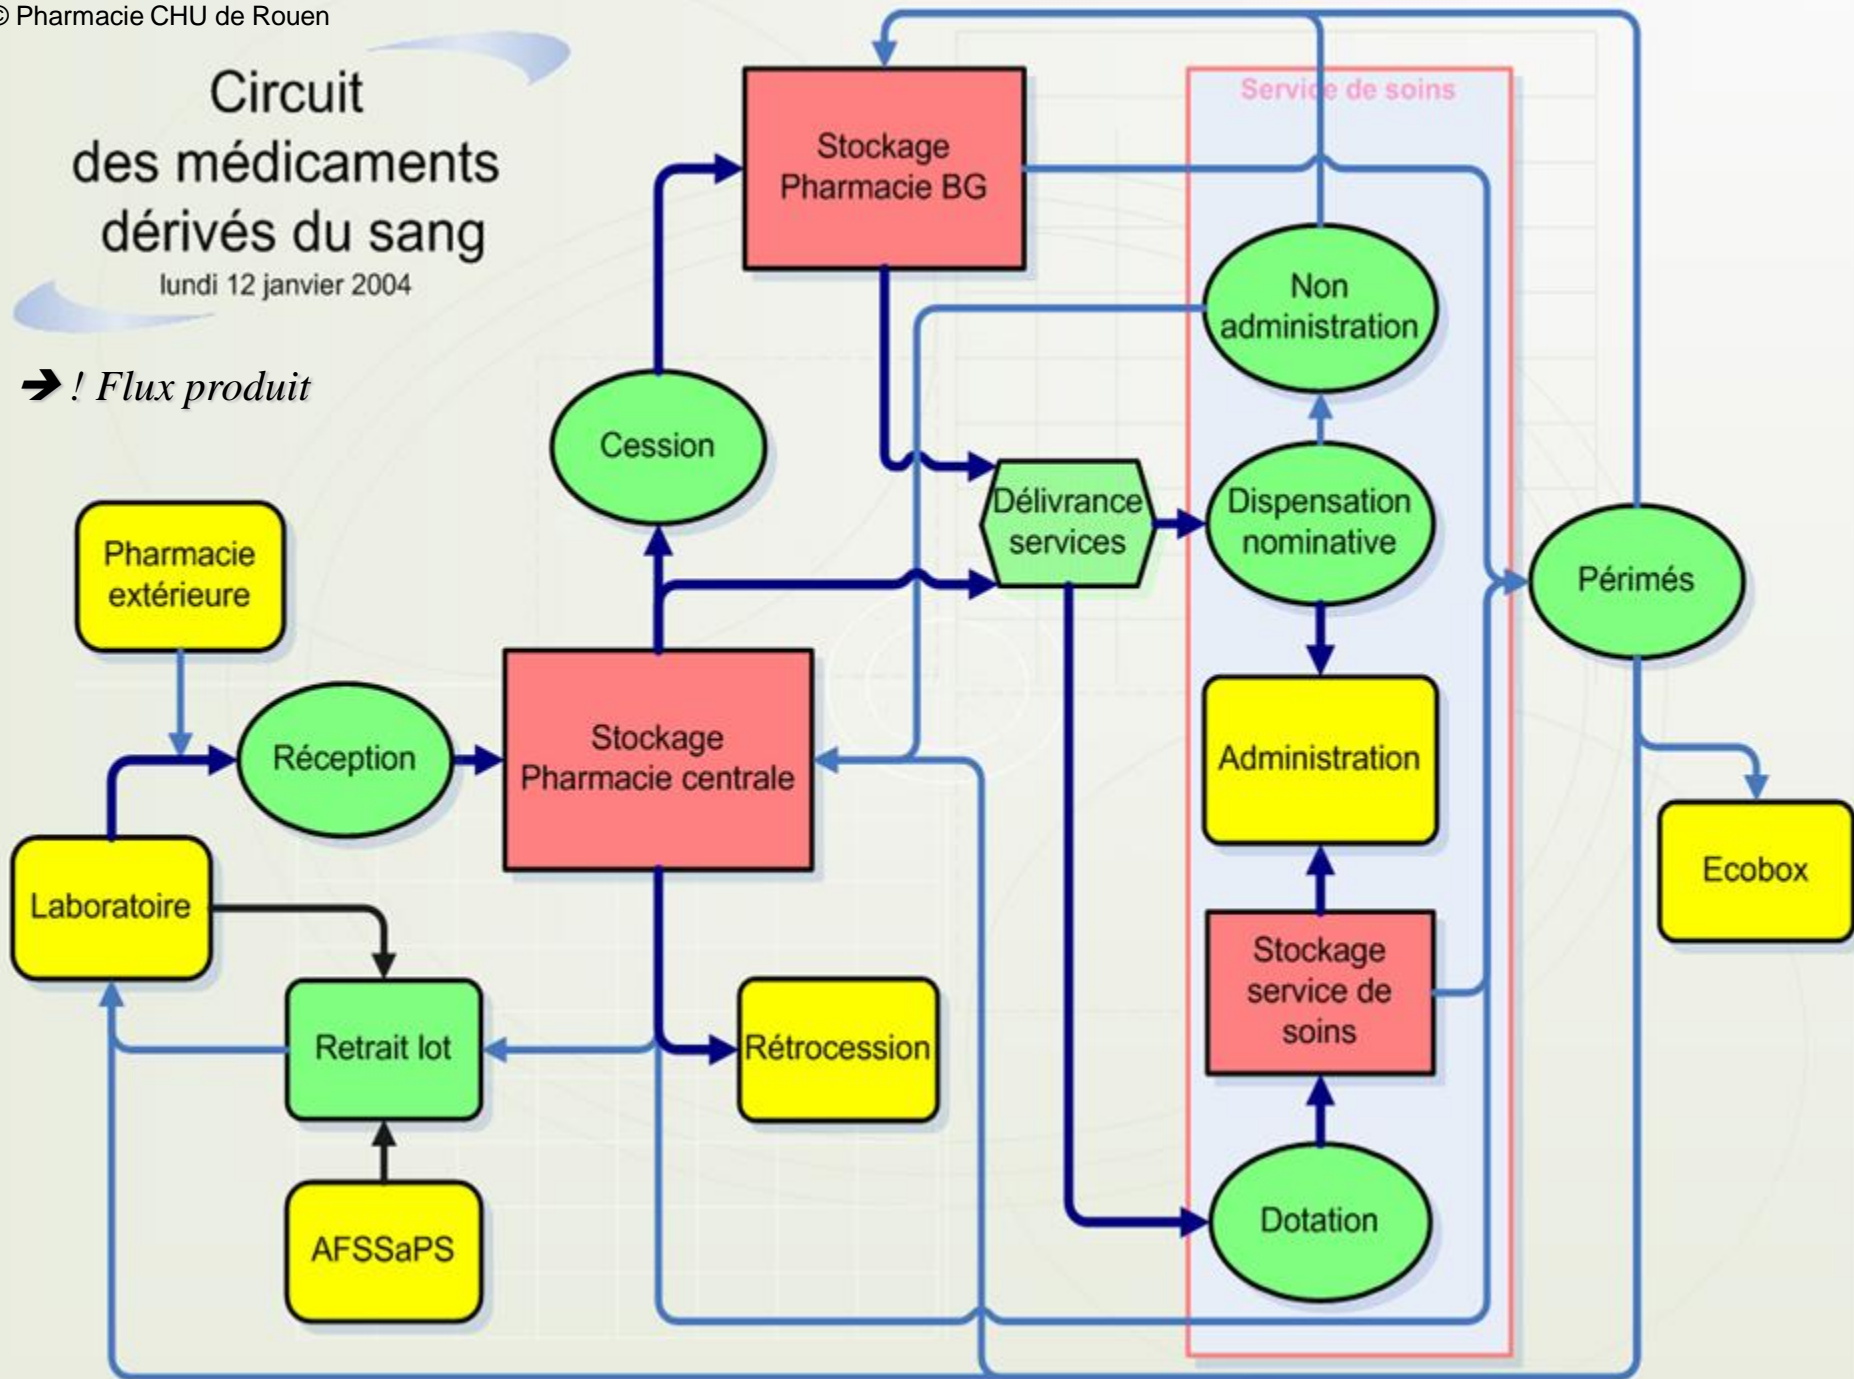 © Pharmacie CHU de Rouen
Circuit
des médicaments
dérivés du sang
lundi 12 janvier 2004
➔ ! Flux produit
Service de soins
Stockage
Pharmacie BG
Non
administration
Cession
Délivrance
services
Dispensation
nominative
Pharmacie
extérieure
Périmés
Réception
Stockage
Pharmacie centrale
Administration
Laboratoire
Ecobox
Stockage
service de
soins
Retrait lot
Rétrocession
AFSSaPS
Dotation